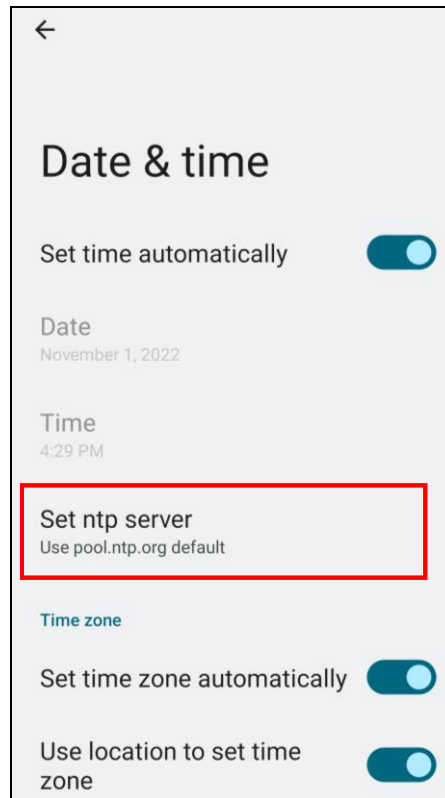 Date & time
Set time automatically
Date
November 1, 2022
Time
4:29 PM
Set ntp server
Use pool.ntp.org default
Time zone
Set time zone automatically
Use location to set time
zone